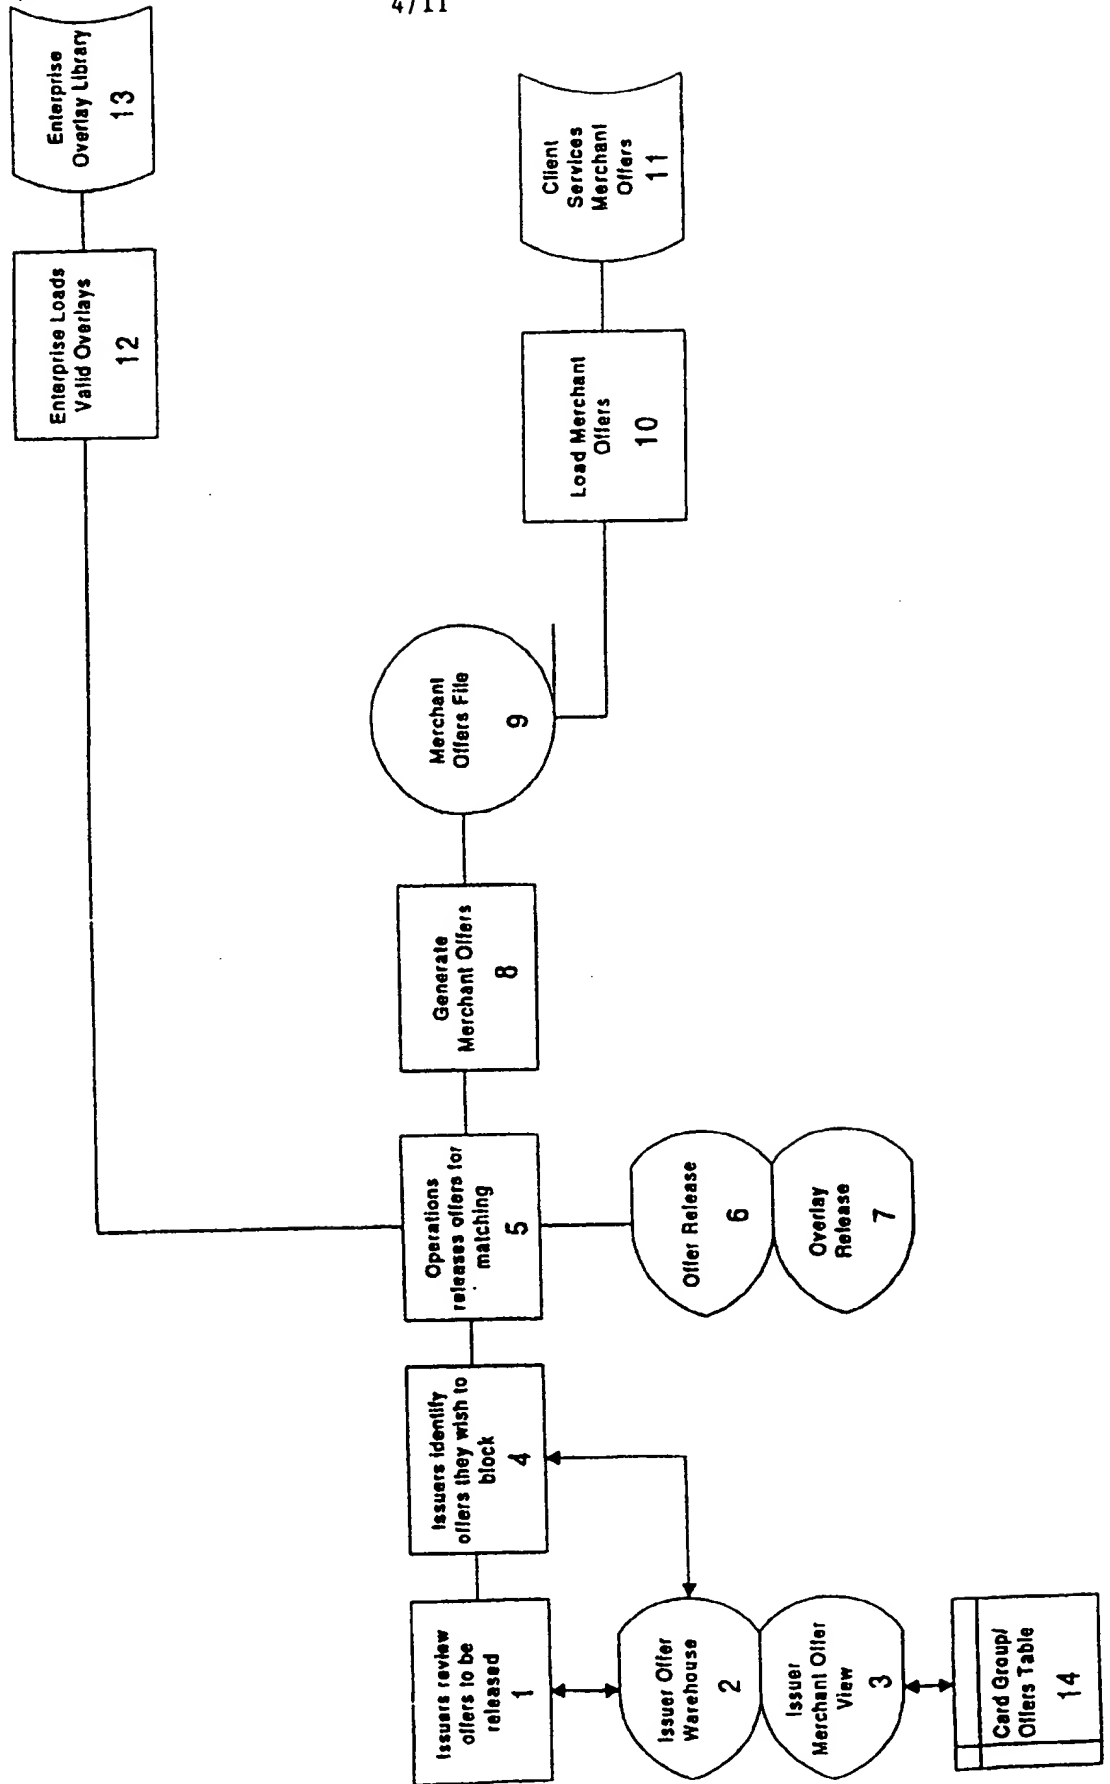 4/11
Issuers review
offers to be
released
1
Issuers identify
offers they wish to
block
4
Operations
releases offers for
matching
5
Generate
Merchant Offers
8
Merchant
Offers File
9
Load Merchant
Offers
10
Client
Services
Merchant
Offers
11
Enterprise Loads
Valid Overlays
12
Enterprise
Overlay Library
13
Issuer Offer
Warehouse
2
Issuer
Merchant Offer
View
3
Card Group/
Offers Table
14
Offer Release
6
Overlay
Release
7